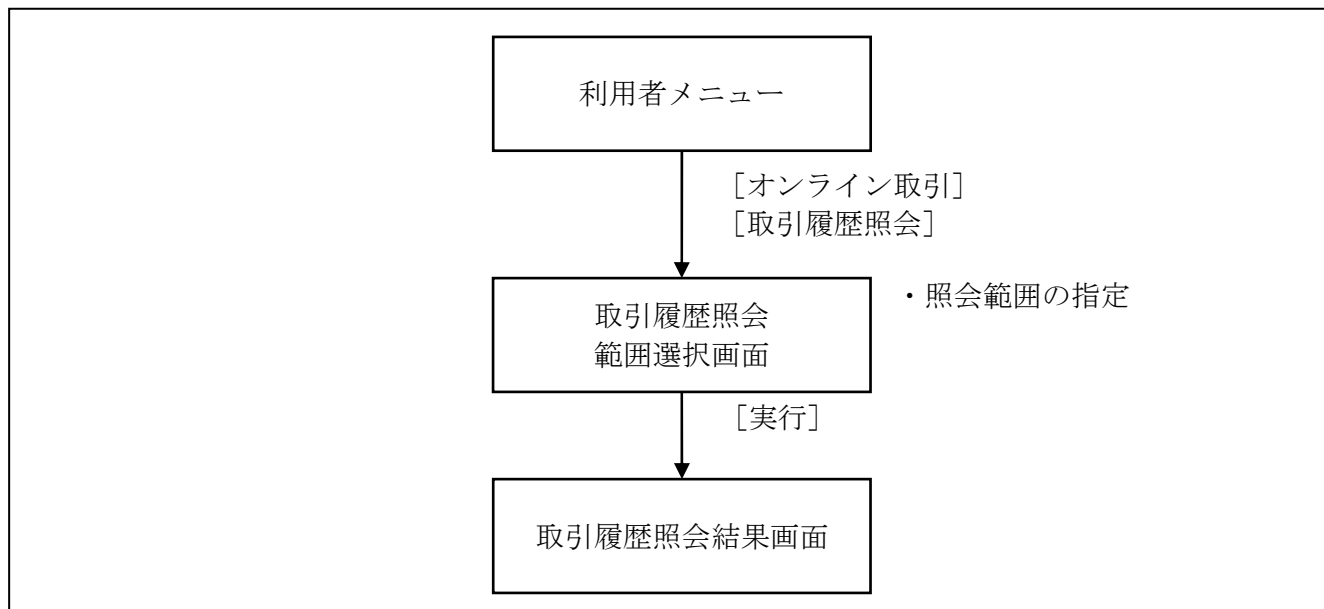 利用者メニュー
［オンライン取引］
［取引履歴照会］
取引履歴照会
範囲選択画面
・照会範囲の指定
［実行］
取引履歴照会結果画面